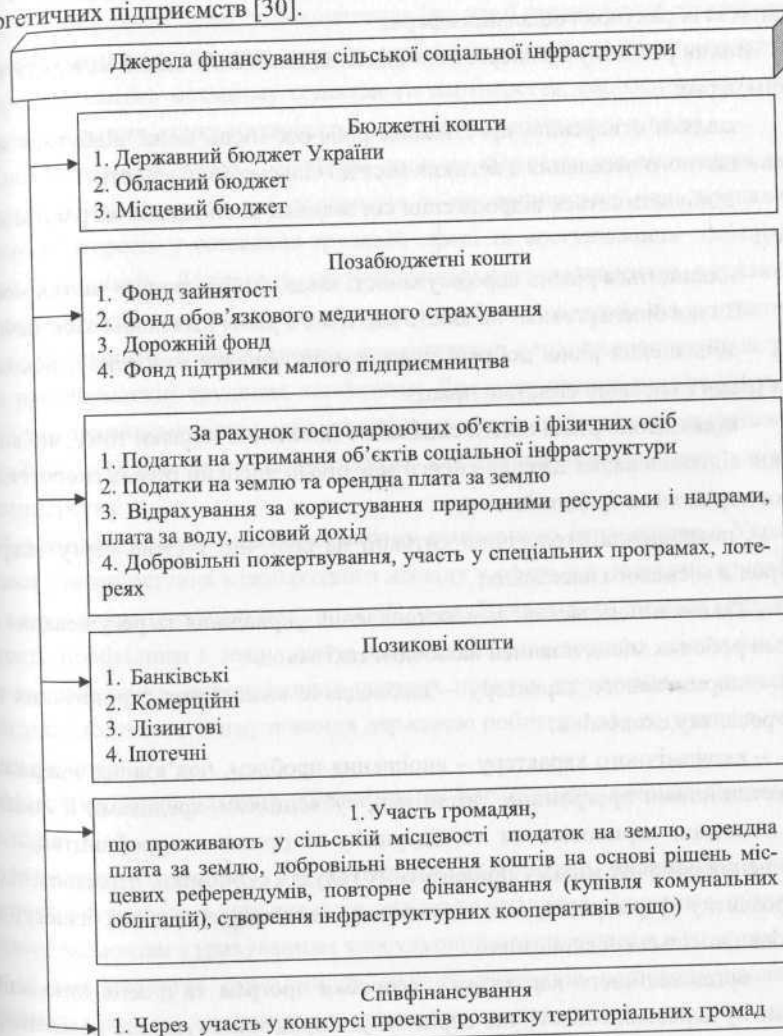 ргетичних підприємств [30].
Джерела фінансування сільської соціальної інфраструктури
Бюджетні кошти
1. Державний бюджет України
2. Обласний бюджет
3. Місцевий бюджет
Позабюджетні кошти
1. Фонд зайнятості
2. Фонд обов’язкового медичного страхування
3. Дорожній фонд
4. Фонд підтримки малого підприємництва
За рахунок господарюючих об'єктів і фізичних осіб
1. Податки на утримання об’єктів соціальної інфраструктури
2. Податки на землю та орендна плата за землю
3. Відрахування за користування природними ресурсами і надрами,
плата за воду, лісовий дохід
4. Добровільні пожертвування, участь у спеціальних програмах, лоте-
реях
Позикові кошти
1. Банківські
2. Комерційні
3. Лізингові
4. Іпотечні
1. Участь громадян,
що проживають у сільській місцевості податок на землю, орендна
плата за землю, добровільні внесення коштів на основі рішень міс-
цевих референдумів, повторне фінансування (купівля комунальних
облігацій), створення інфраструктурних кооперативів тощо)
Співфінансування
1. Через участь у конкурсі проектів розвитку територіальних громад